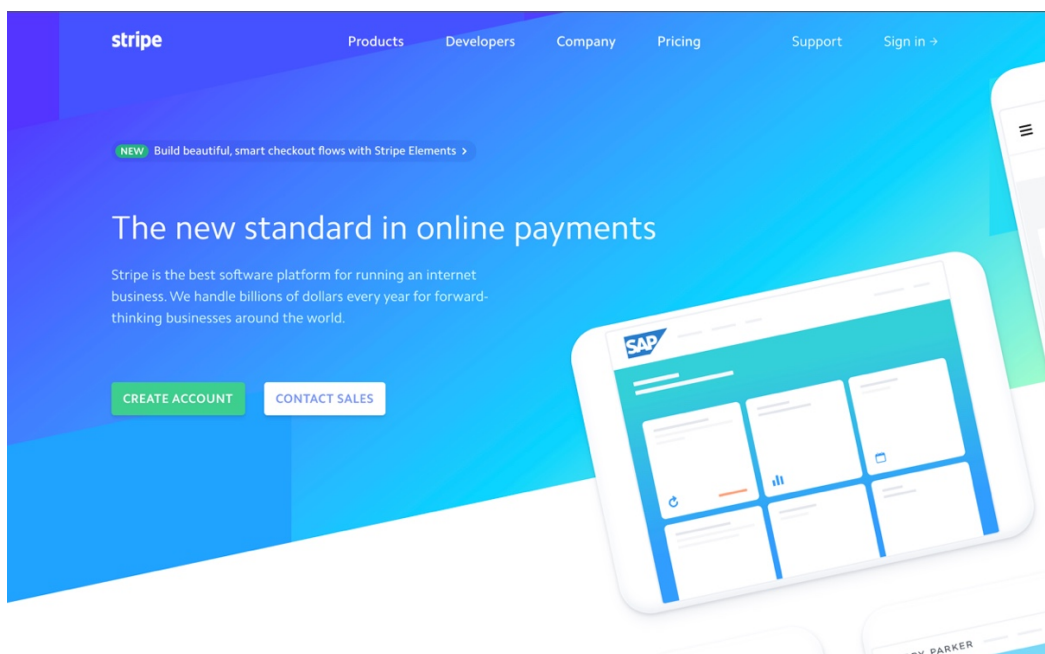 stripe
Products
Developers
Company
Pricing
Support
Sign in →
NEW Build beautiful, smart checkout flows with Stripe Elements >
The new standard in online payments
Stripe is the best software platform for running an internet
business. We handle billions of dollars every year for forward-
thinking businesses around the world.
CREATE ACCOUNT
CONTACT SALES
SAP
PARKER